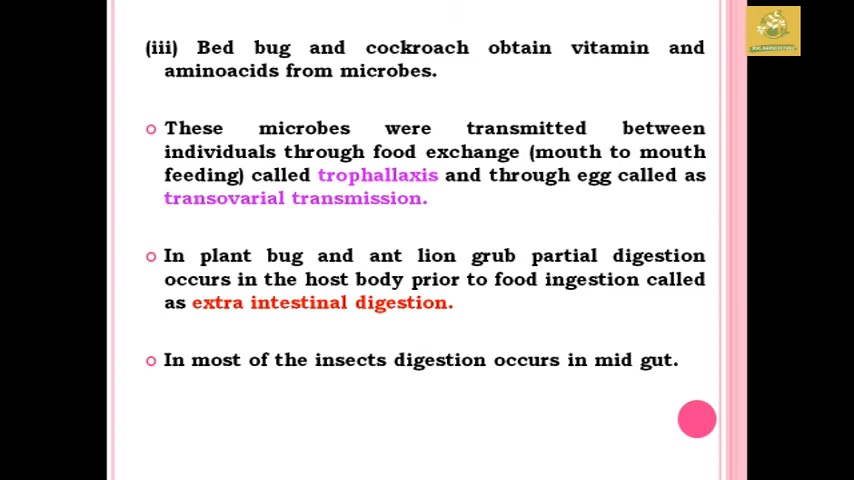 (iii) Bed bug and cockroach obtain vitamin and
aminoacids from microbes.
These microbes were transmitted between
individuals through food exchange (mouth to mouth
feeding) called trophallaxis and through egg called as
transovarial transmission.
In plant bug and ant lion grub partial digestion
occurs in the host body prior to food ingestion called
as extra intestinal digestion.
In most of the insects digestion occurs in mid gut.